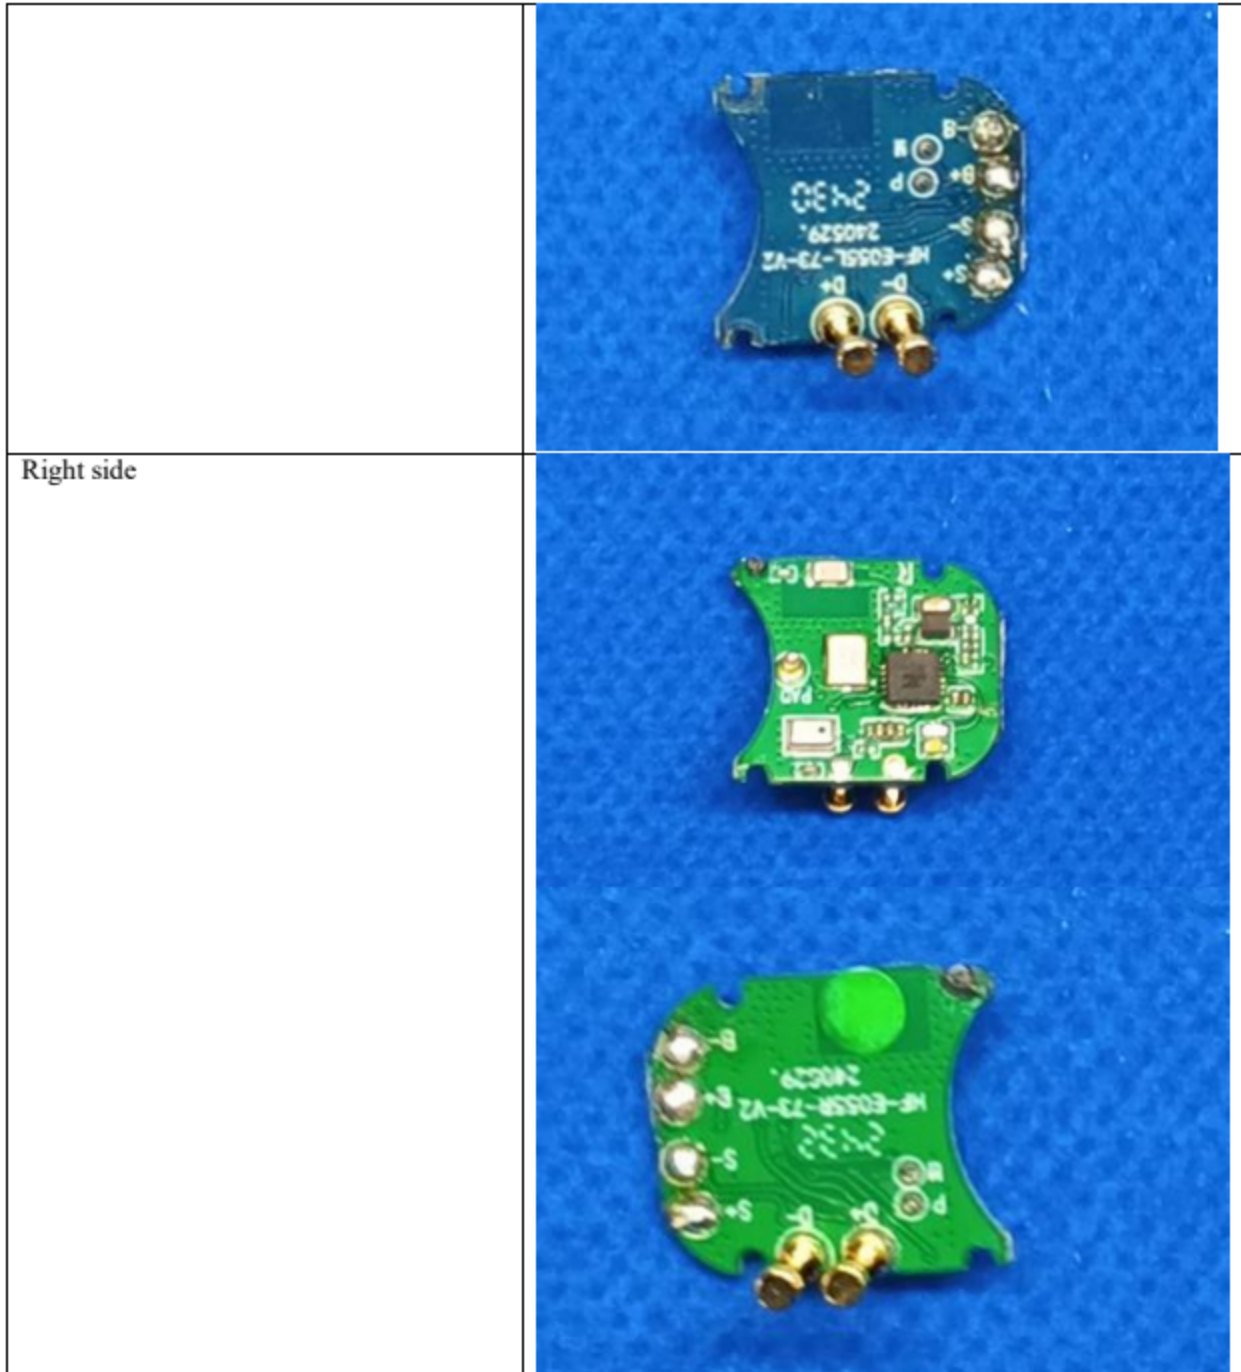 D- D+
S+
HF-E055L-73-V2
240529.
S-
2430
P
B+
M
B-
Right side
PAD
P
S+
M
S-
HF-E055R-73-V2
B+
240529.
B-